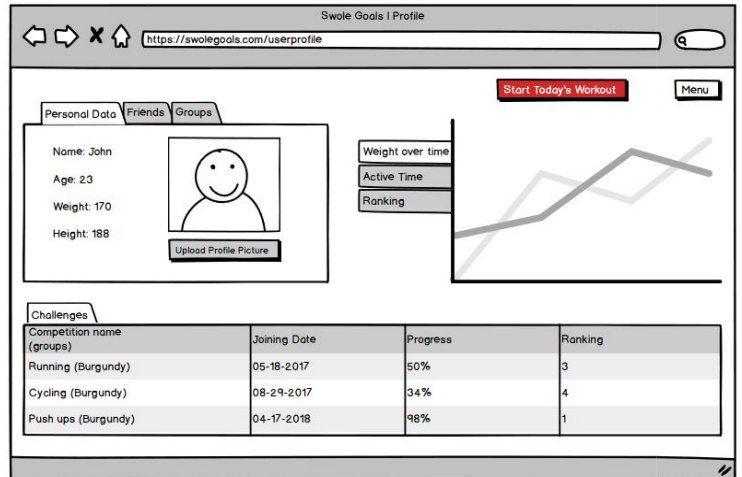 Swole Goals | Profile
https://swolegoals.com/userprofile
Start Today's Workout
Menu
Personal Data
Friends
Groups
Name: John
Age: 23
Weight: 170
Height: 188
Upload Profile Picture
Weight over time
Active Time
Ranking
Challenges
Competition name
(groups)
Joining Date
Progress
Ranking
Running (Burgundy)
05-18-2017
50%
3
Cycling (Burgundy)
08-29-2017
34%
4
Push ups (Burgundy)
04-17-2018
98%
1